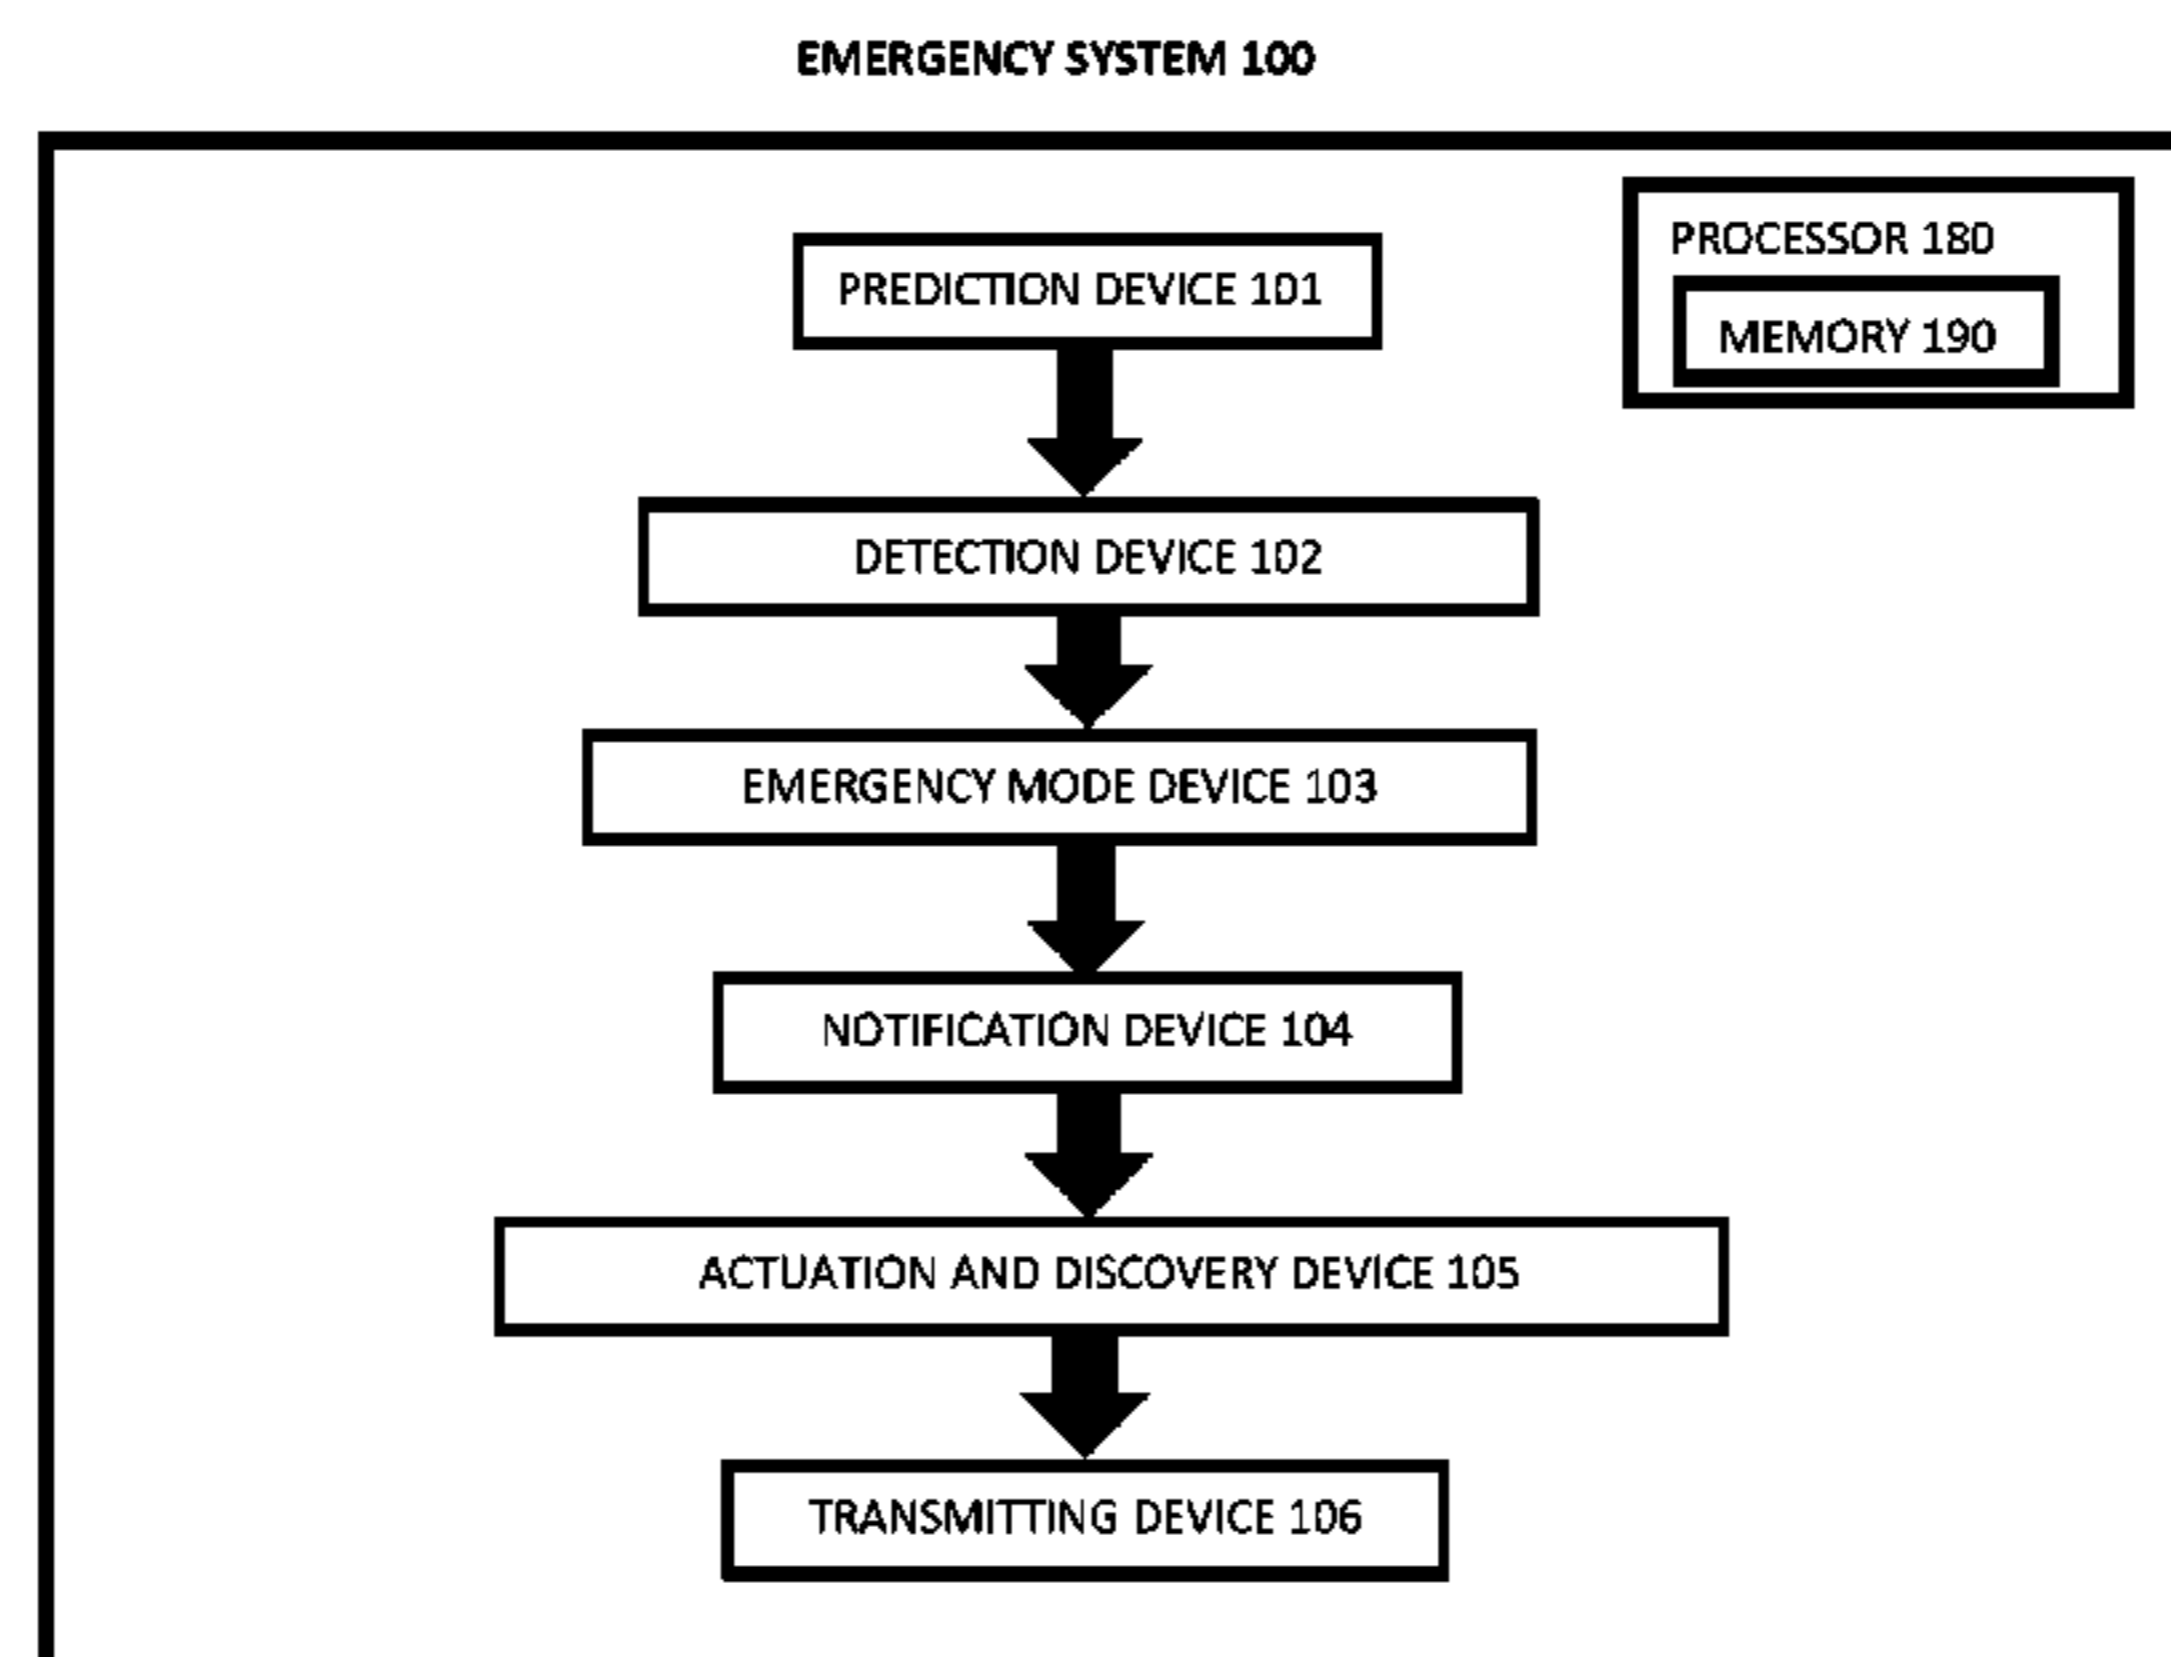 EMERGENCY SYSTEM 100
PROCESSOR 180
MEMORY 190
PREDICTION DEVICE 101
DETECTION DEVICE 102
EMERGENCY MODE DEVICE 103
NOTIFICATION DEVICE 104
ACTUATION AND DISCOVERY DEVICE 105
TRANSMITTING DEVICE 106